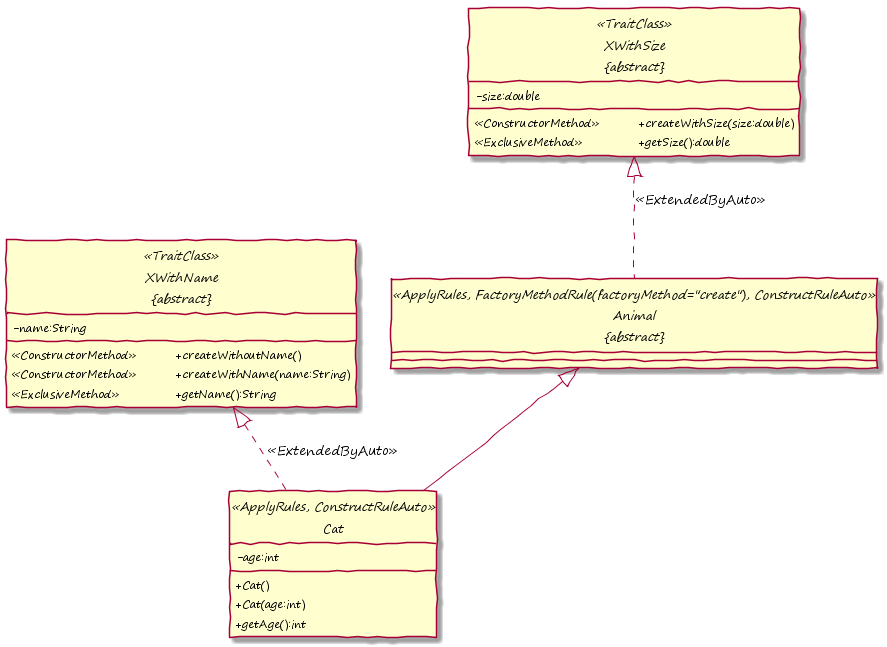 «TraitClass»
XWithSize
{abstract}
-size:double
«ConstructorMethod» +createWithSize(size:double)
«ExclusiveMethod» +getSize():double
«ExtendedByAuto»
«TraitClass»
XWithName
{abstract}
-name:String
«ConstructorMethod» +createWithoutName()
«ConstructorMethod» +createWithName(name:String)
«ExclusiveMethod» +getName():String
«ApplyRules, FactoryMethodRule(factoryMethod="create"), ConstructRuleAuto»
Animal
{abstract}
«ExtendedByAuto»
«ApplyRules, ConstructRuleAuto»
Cat
-age:int
+Cat()
+Cat(age:int)
+getAge():int